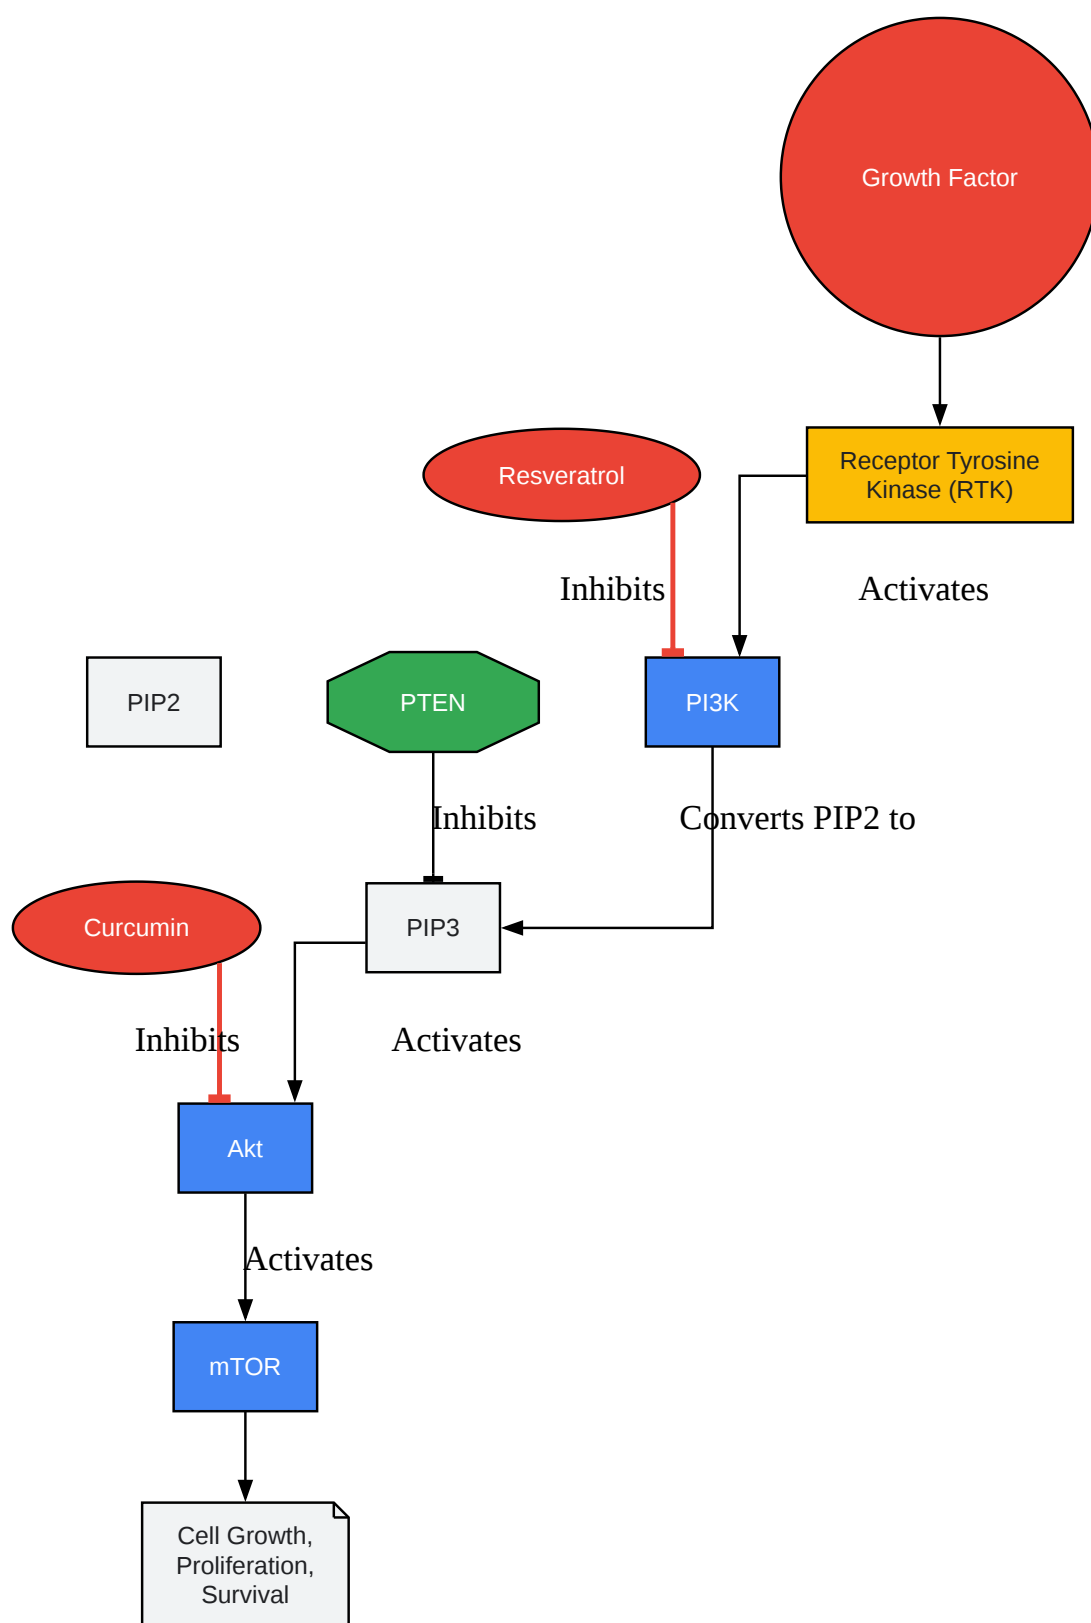 Growth Factor
Resveratrol
Receptor Tyrosine
Kinase (RTK)
Inhibits
Activates
PIP2
PTEN
PI3K
Inhibits
Converts PIP2 to
Curcumin
PIP3
Inhibits
Activates
Akt
Activates
mTOR
Cell Growth,
Proliferation,
Survival